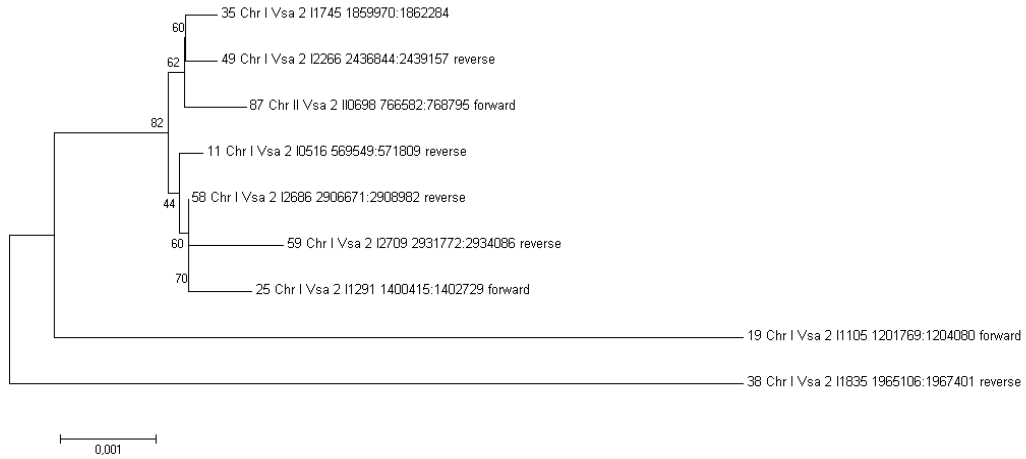 35 Chr I Vsa 2 I1745 1859970:1862284
60
49 Chr I Vsa 2 I2266 2436844:2439157 reverse
62
87 Chr II Vsa 2 II0698 766582:768795 forward
82
11 Chr I Vsa 2 I0516 569549:571809 reverse
58 Chr I Vsa 2 I2686 2906671:2908982 reverse
44
59 Chr I Vsa 2 I2709 2931772:2934086 reverse
60
70
25 Chr I Vsa 2 I1291 1400415:1402729 forward
19 Chr I Vsa 2 I1105 1201769:1204080 forward
38 Chr I Vsa 2 I1835 1965106:1967401 reverse
0,001